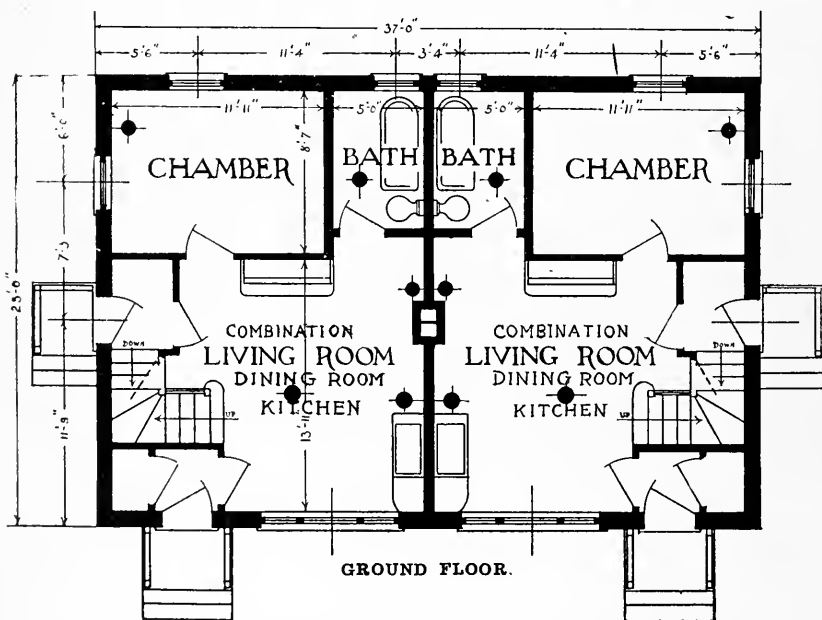 37'-0"
5'-6" 11'-4" 3'-4" 11'-4" 5'-6"
11'-11" 5'-0" 5'-0" 11'-11"
6'-0"
8'-7"
CHAMBER BATH BATH CHAMBER
7'-3
25'-0"
COMBINATION COMBINATION
DOWN DOWN
LIVING ROOM LIVING ROOM
DINING ROOM DINING ROOM
KITCHEN KITCHEN
UP UP
11'-9"
13'-11"
GROUND FLOOR.